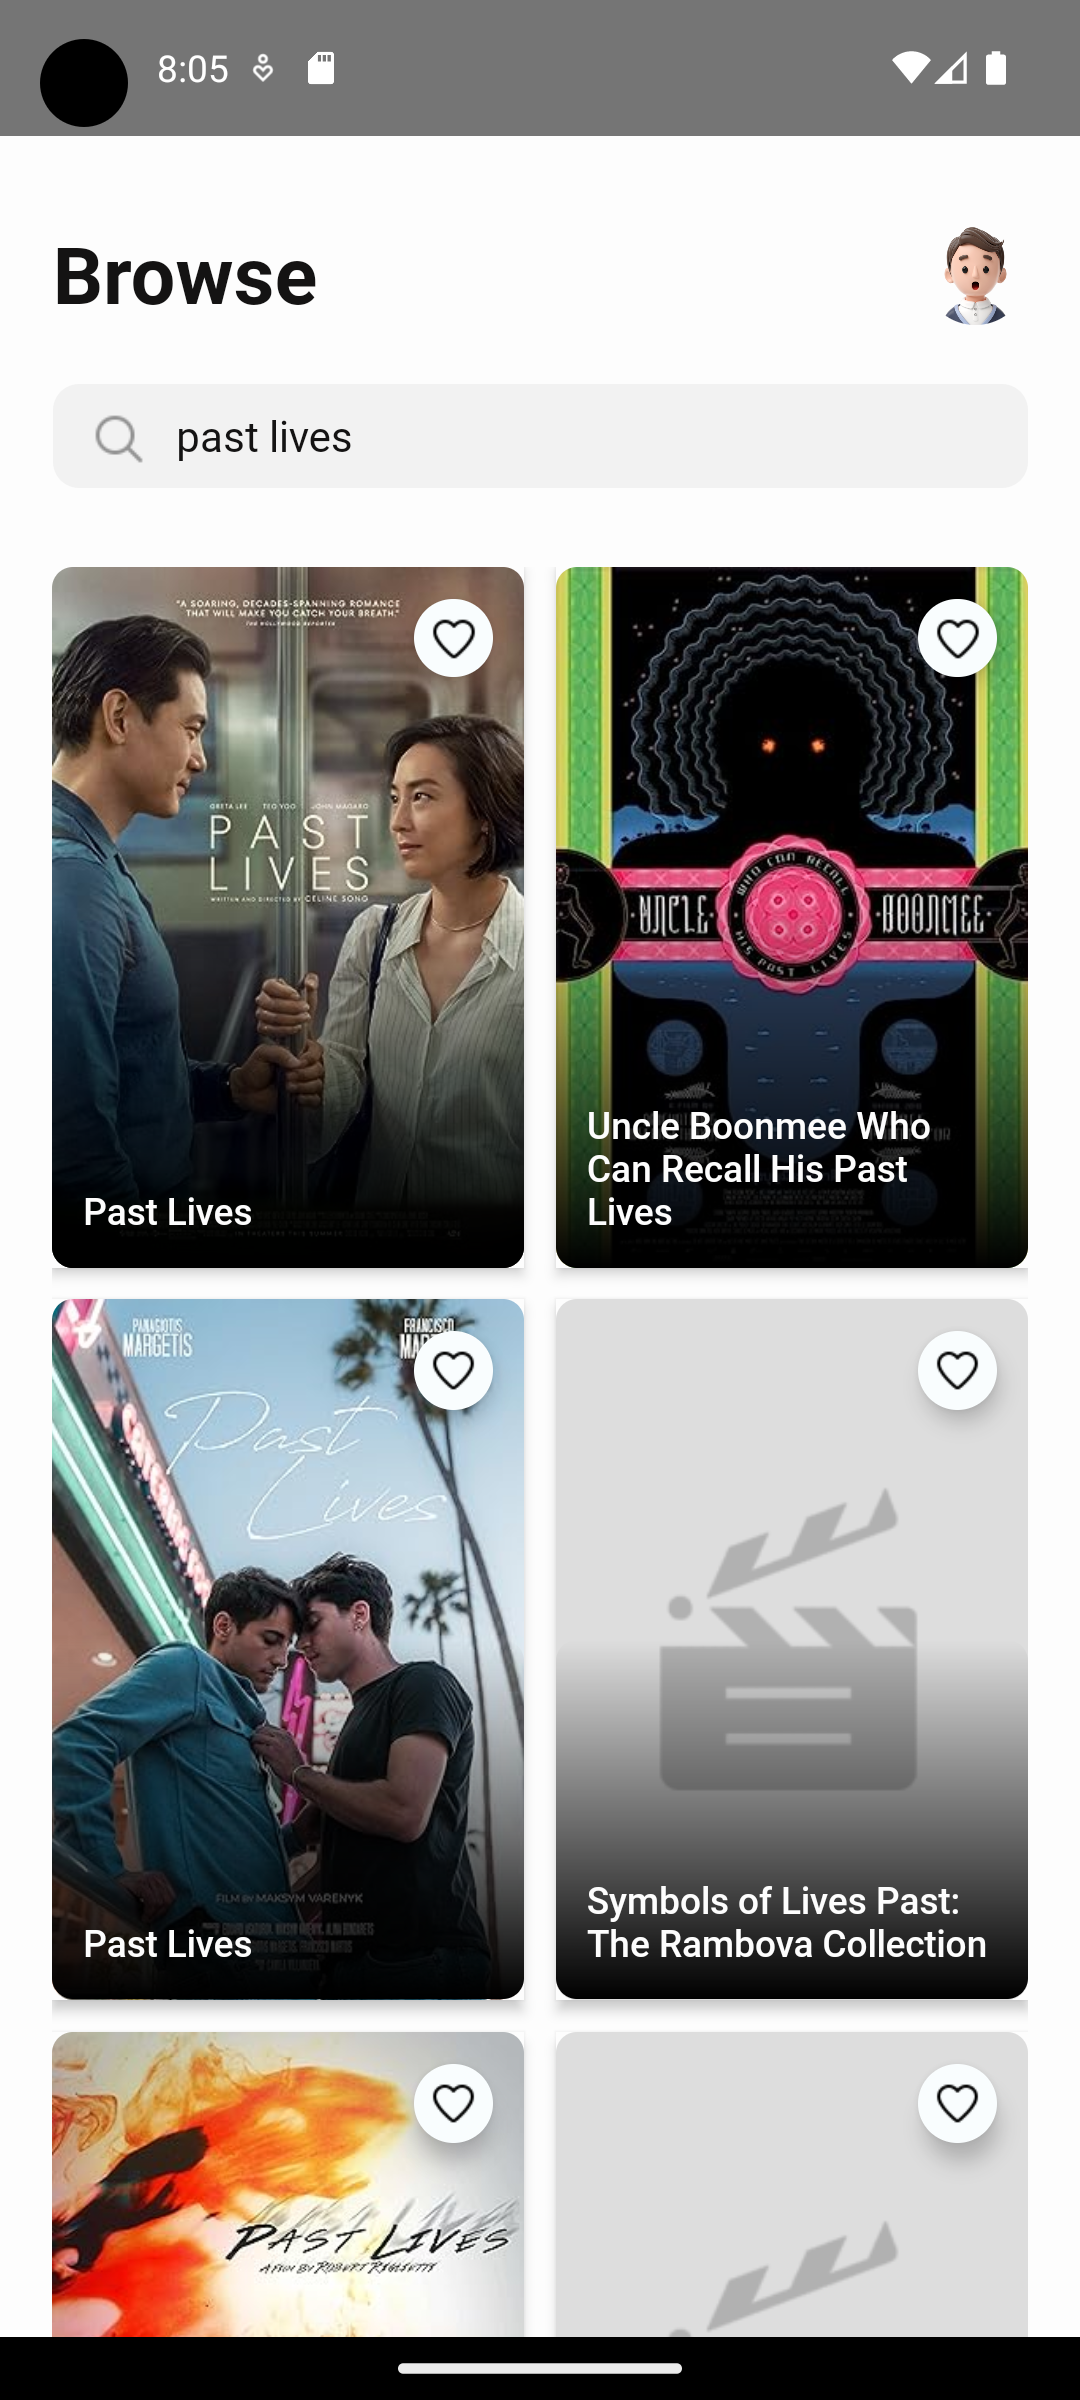 8:05
Browse
past lives
"A SOARING, DECADES-SPANNING ROMANCE
THAT WILL MAKE YOU CATCH YOUR BREATH."
THE HOLLYWOOD REPORTER
GRETA LEE TEO YOO JOHN MAGARO
PAST
LIVES
WRITTEN AND DIRECTED BY CELINE SONG
Past Lives
WHO CAN RECALL
UNCLE BOONMEE
HIS PAST LIVES
Uncle Boonmee Who
Can Recall His Past
Lives
PANAGIOTIS
MARGETIS
FRANCISCO
Past
Lives
FILM BY MAKSYM VARENYK
Past Lives
Symbols of Lives Past:
The Rambova Collection
PAST LIVES
A FILM BY ROBERT